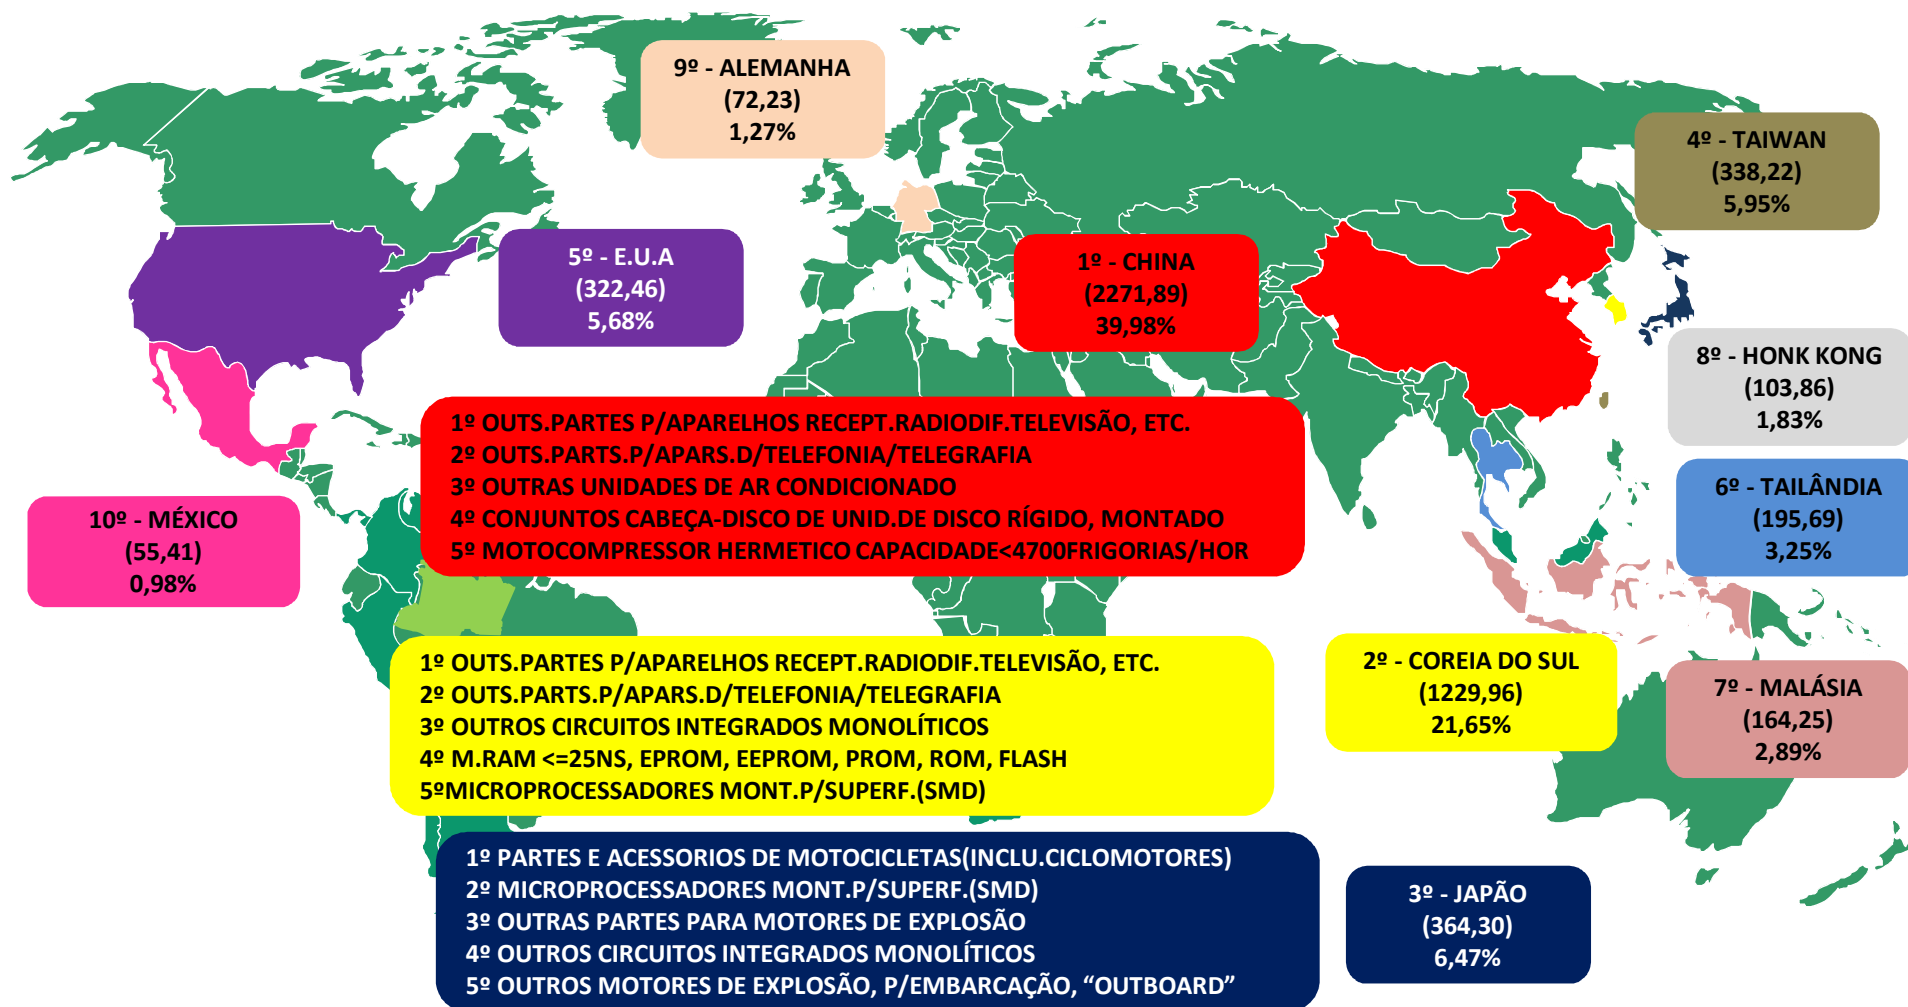 9º - ALEMANHA
(72,23)
1,27%
4º - TAIWAN
(338,22)
5,95%
5º - E.U.A
(322,46)
5,68%
1º - CHINA
(2271,89)
39,98%
8º - HONK KONG
(103,86)
1,83%
1º OUTS.PARTES P/APARELHOS RECEPT.RADIODIF.TELEVISÃO, ETC.
2º OUTS.PARTS.P/APARS.D/TELEFONIA/TELEGRAFIA
3º OUTRAS UNIDADES DE AR CONDICIONADO
4º CONJUNTOS CABEÇA-DISCO DE UNID.DE DISCO RÍGIDO, MONTADO
5º MOTOCOMPRESSOR HERMETICO CAPACIDADE<4700FRIGORIAS/HOR
6º - TAILÂNDIA
(195,69)
3,25%
10º - MÉXICO
(55,41)
0,98%
1º OUTS.PARTES P/APARELHOS RECEPT.RADIODIF.TELEVISÃO, ETC.
2º OUTS.PARTS.P/APARS.D/TELEFONIA/TELEGRAFIA
3º OUTROS CIRCUITOS INTEGRADOS MONOLÍTICOS
4º M.RAM <=25NS, EPROM, EEPROM, PROM, ROM, FLASH
5ºMICROPROCESSADORES MONT.P/SUPERF.(SMD)
2º - COREIA DO SUL
(1229,96)
21,65%
7º - MALÁSIA
(164,25)
2,89%
1º PARTES E ACESSORIOS DE MOTOCICLETAS(INCLU.CICLOMOTORES)
2º MICROPROCESSADORES MONT.P/SUPERF.(SMD)
3º OUTRAS PARTES PARA MOTORES DE EXPLOSÃO
4º OUTROS CIRCUITOS INTEGRADOS MONOLÍTICOS
5º OUTROS MOTORES DE EXPLOSÃO, P/EMBARCAÇÃO, “OUTBOARD”
3º - JAPÃO
(364,30)
6,47%